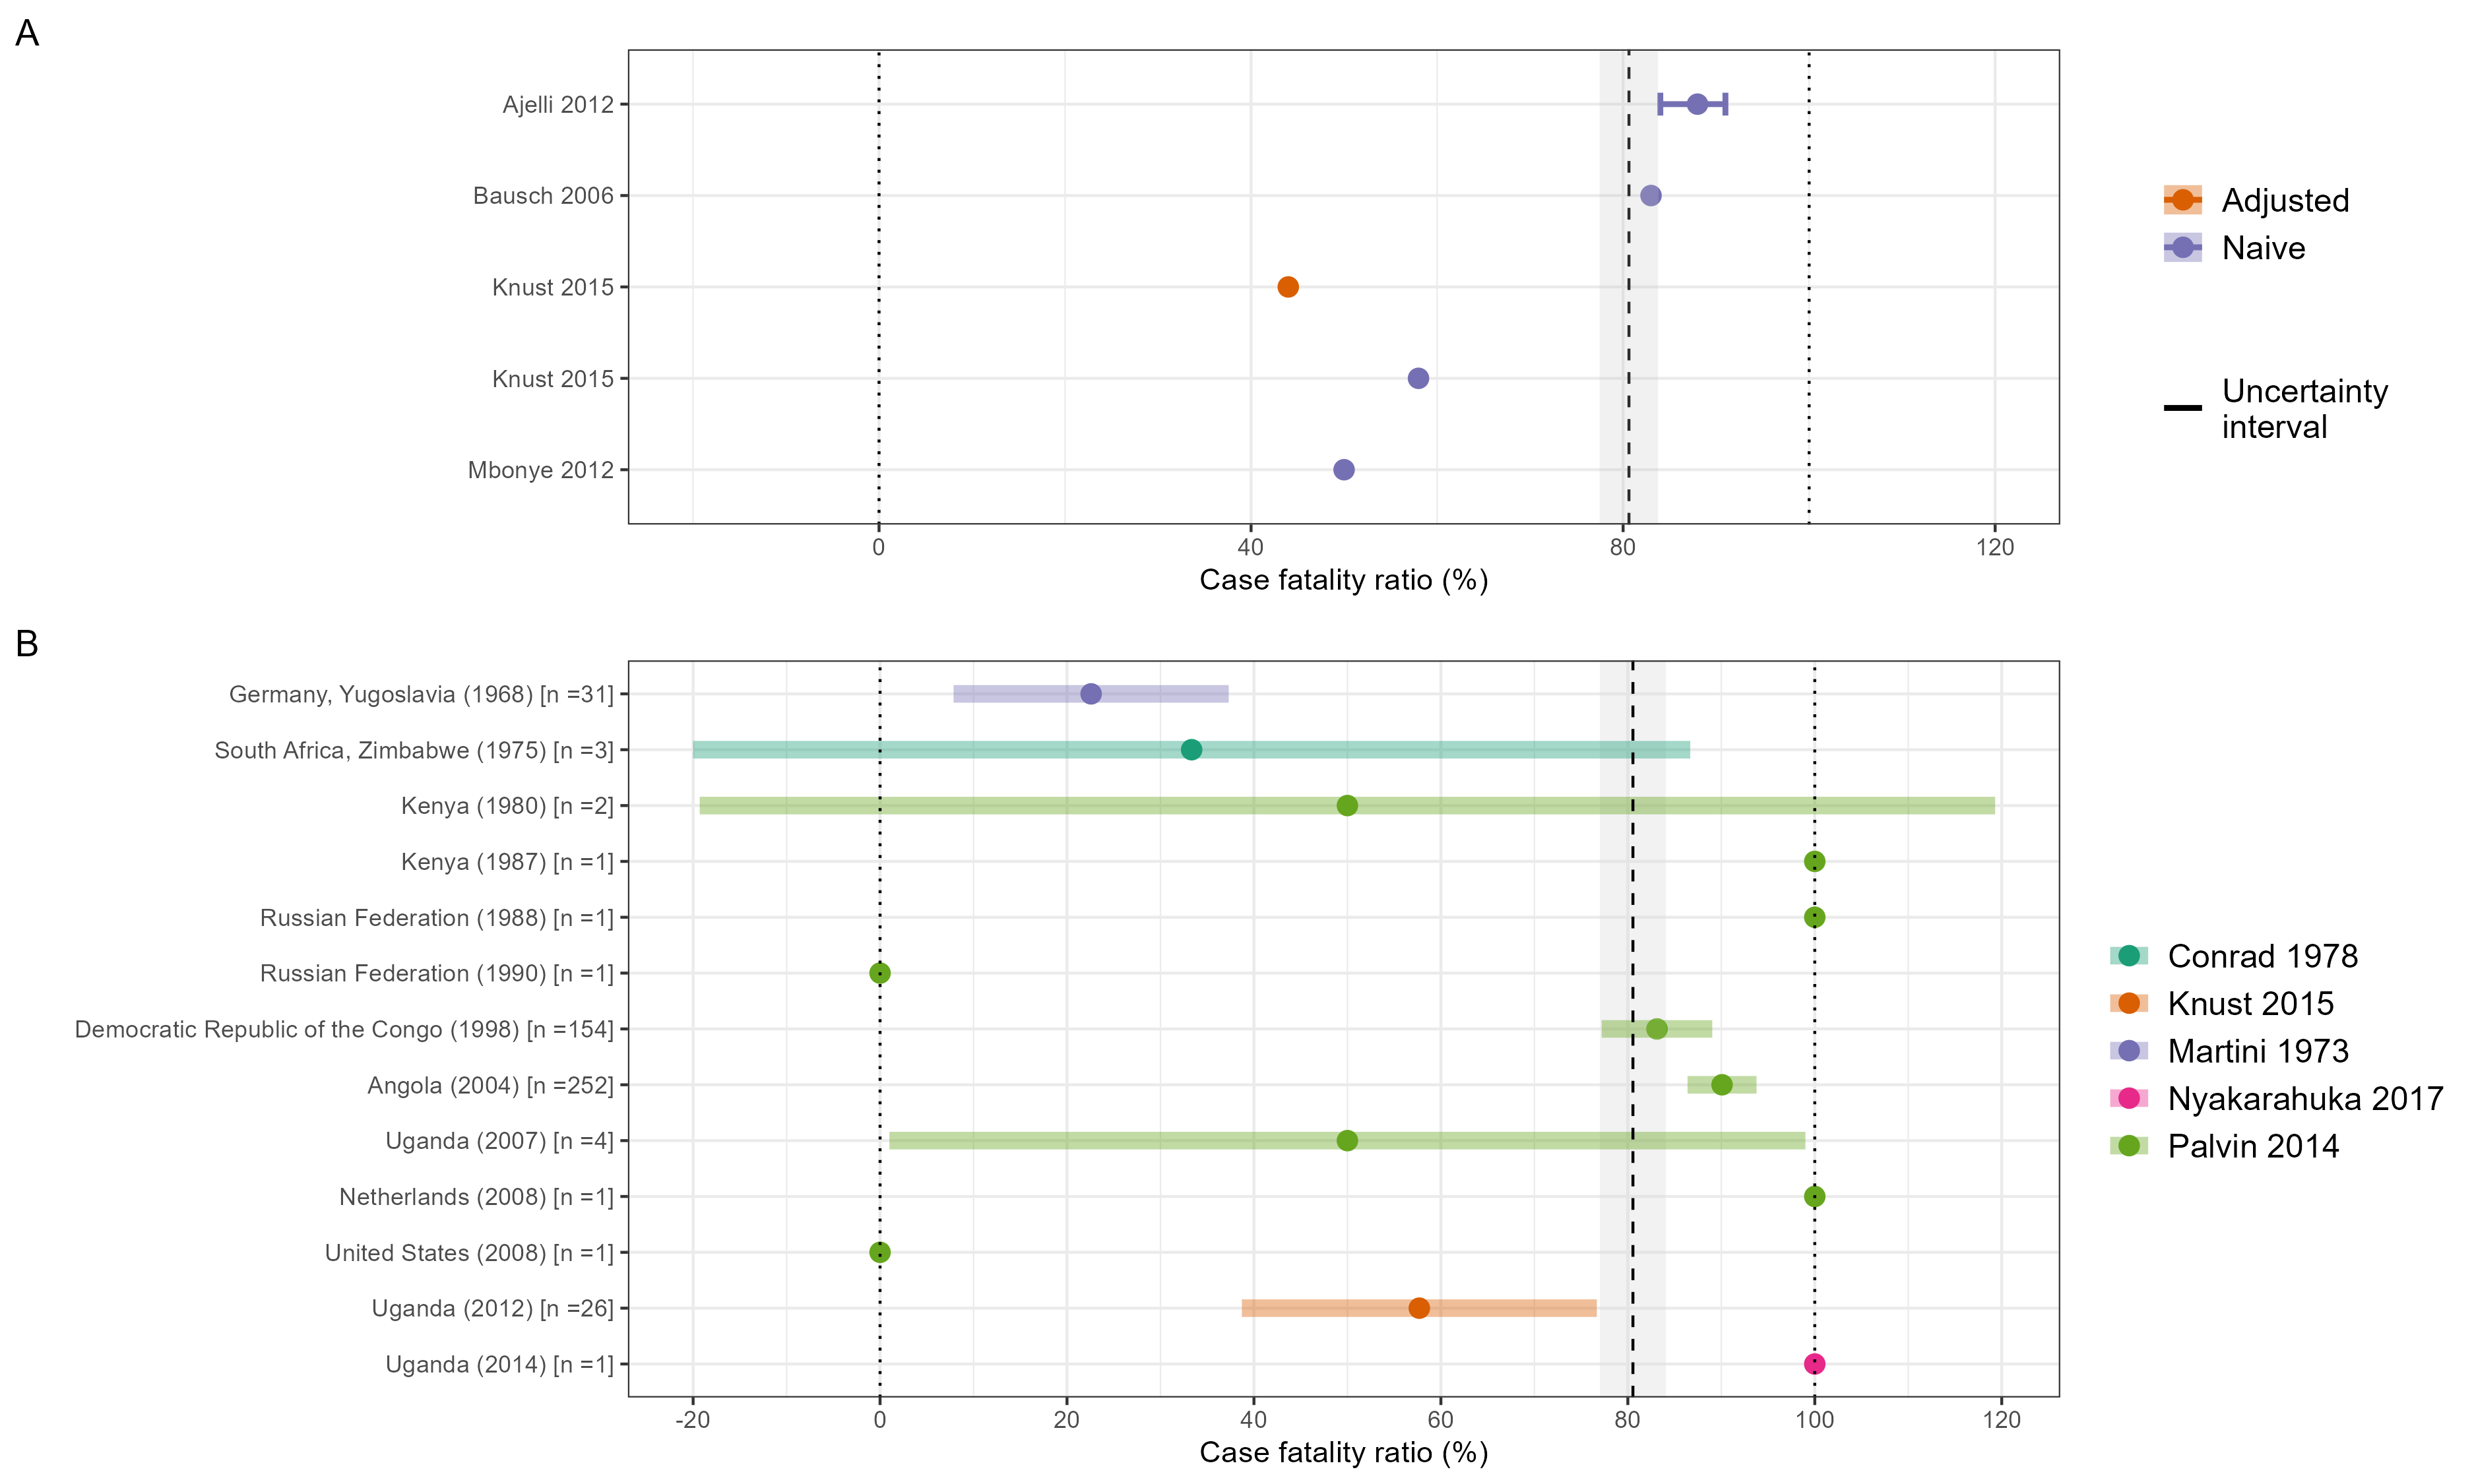 A
Ajelli 2012
Bausch 2006
Knust 2015
Knust 2015
Mbonye 2012
0
40
80
120
Case fatality ratio (%)
Adjusted
Naive
Uncertainty
interval
B
Germany, Yugoslavia (1968) [n =31]
South Africa, Zimbabwe (1975) [n =3]
Kenya (1980) [n =2]
Kenya (1987) [n =1]
Russian Federation (1988) [n =1]
Russian Federation (1990) [n =1]
Democratic Republic of the Congo (1998) [n =154]
Angola (2004) [n =252]
Uganda (2007) [n =4]
Netherlands (2008) [n =1]
United States (2008) [n =1]
Uganda (2012) [n =26]
Uganda (2014) [n =1]
-20
0
20
40
60
80
100
120
Case fatality ratio (%)
Conrad 1978
Knust 2015
Martini 1973
Nyakarahuka 2017
Palvin 2014